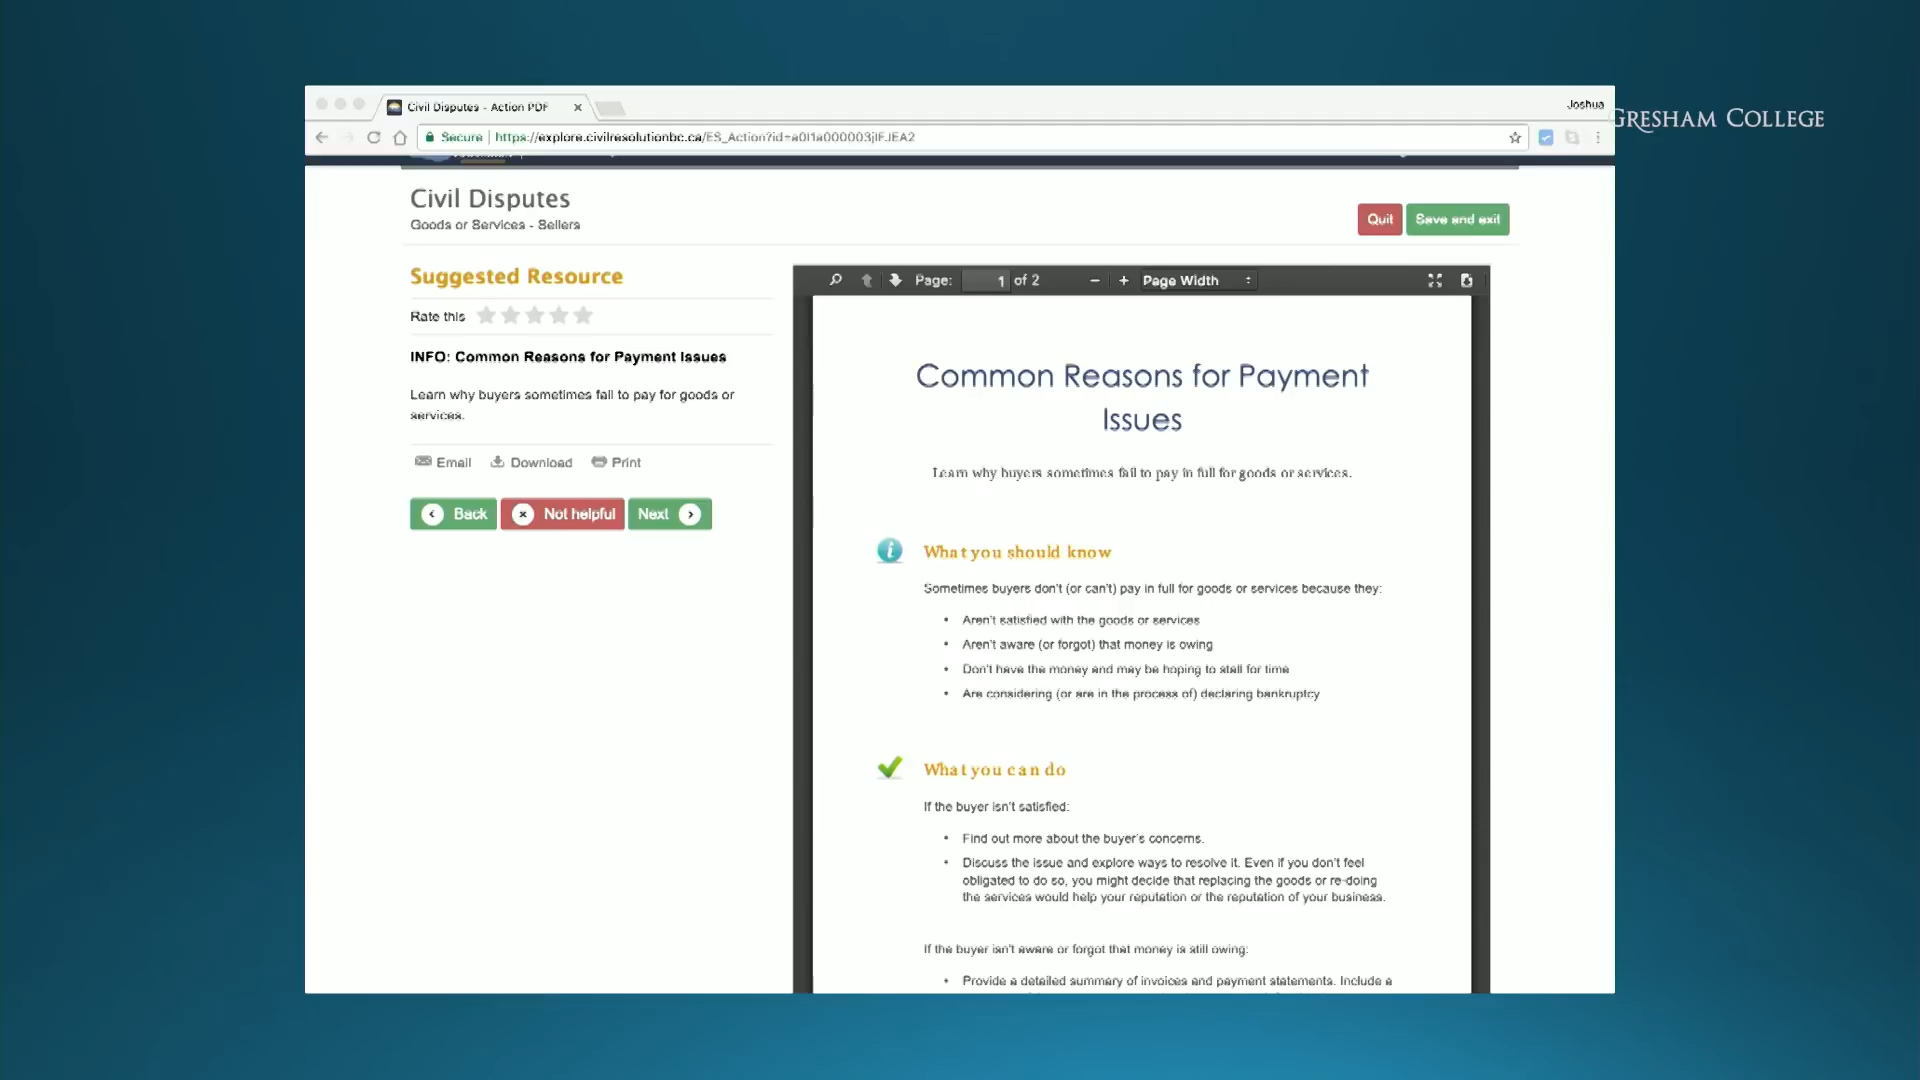 Civil Disputes - Action PDF
Joshua
GRESHAM COLLEGE
Secure https://explore.civilresolutionbc.ca/ES_Action?id=
Civil Disputes
Goods or Services - Sellers
Quit
Save and exit
Suggested Resource
Rate this
INFO: Common Reasons for Payment Issues
Learn why buyers sometimes fail to pay for goods or
services.
Email Download Print
Back Not helpful Next
Page: 1 of 2 Page Width
Common Reasons for Payment
Issues
Learn why buyers sometimes fail to pay in full for goods or services.
What you should know
Sometimes buyers don't (or can't) pay in full for goods or services because they:
• Aren't satisfied with the goods or services
• Aren't aware (or forgot) that money is owing
• Don't have the money and may be hoping to stall for time
• Are considering (or are in the process of) declaring bankruptcy
What you can do
If the buyer isn't satisfied:
• Find out more about the buyer's concerns.
• Discuss the issue and explore ways to resolve it. Even if you don't feel
obligated to do so, you might decide that replacing the goods or re-doing
the services would help your reputation or the reputation of your business.
If the buyer isn't aware or forgot that money is still owing:
• Provide a detailed summary of invoices and payment statements. Include a